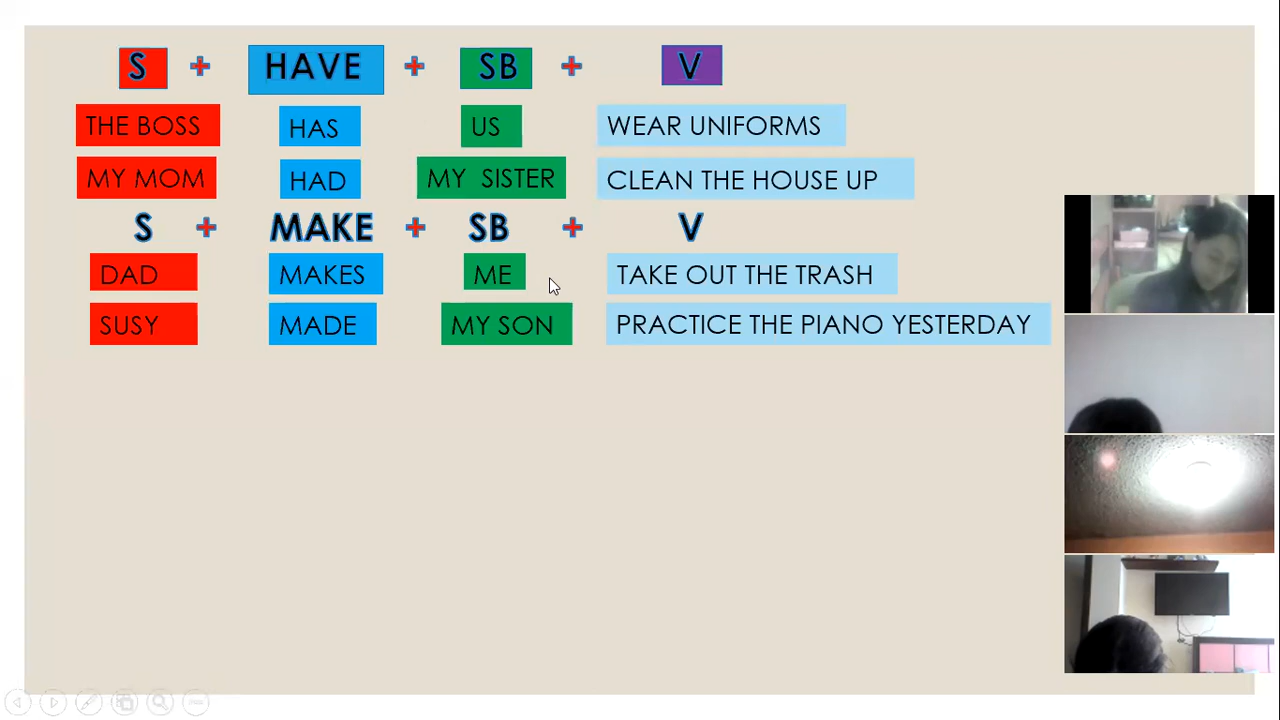 S + HAVE + SB + V
THE BOSS HAS US WEAR UNIFORMS
MY MOM HAD MY SISTER CLEAN THE HOUSE UP
S + MAKE + SB + V
DAD MAKES ME TAKE OUT THE TRASH
SUSY MADE MY SON PRACTICE THE PIANO YESTERDAY